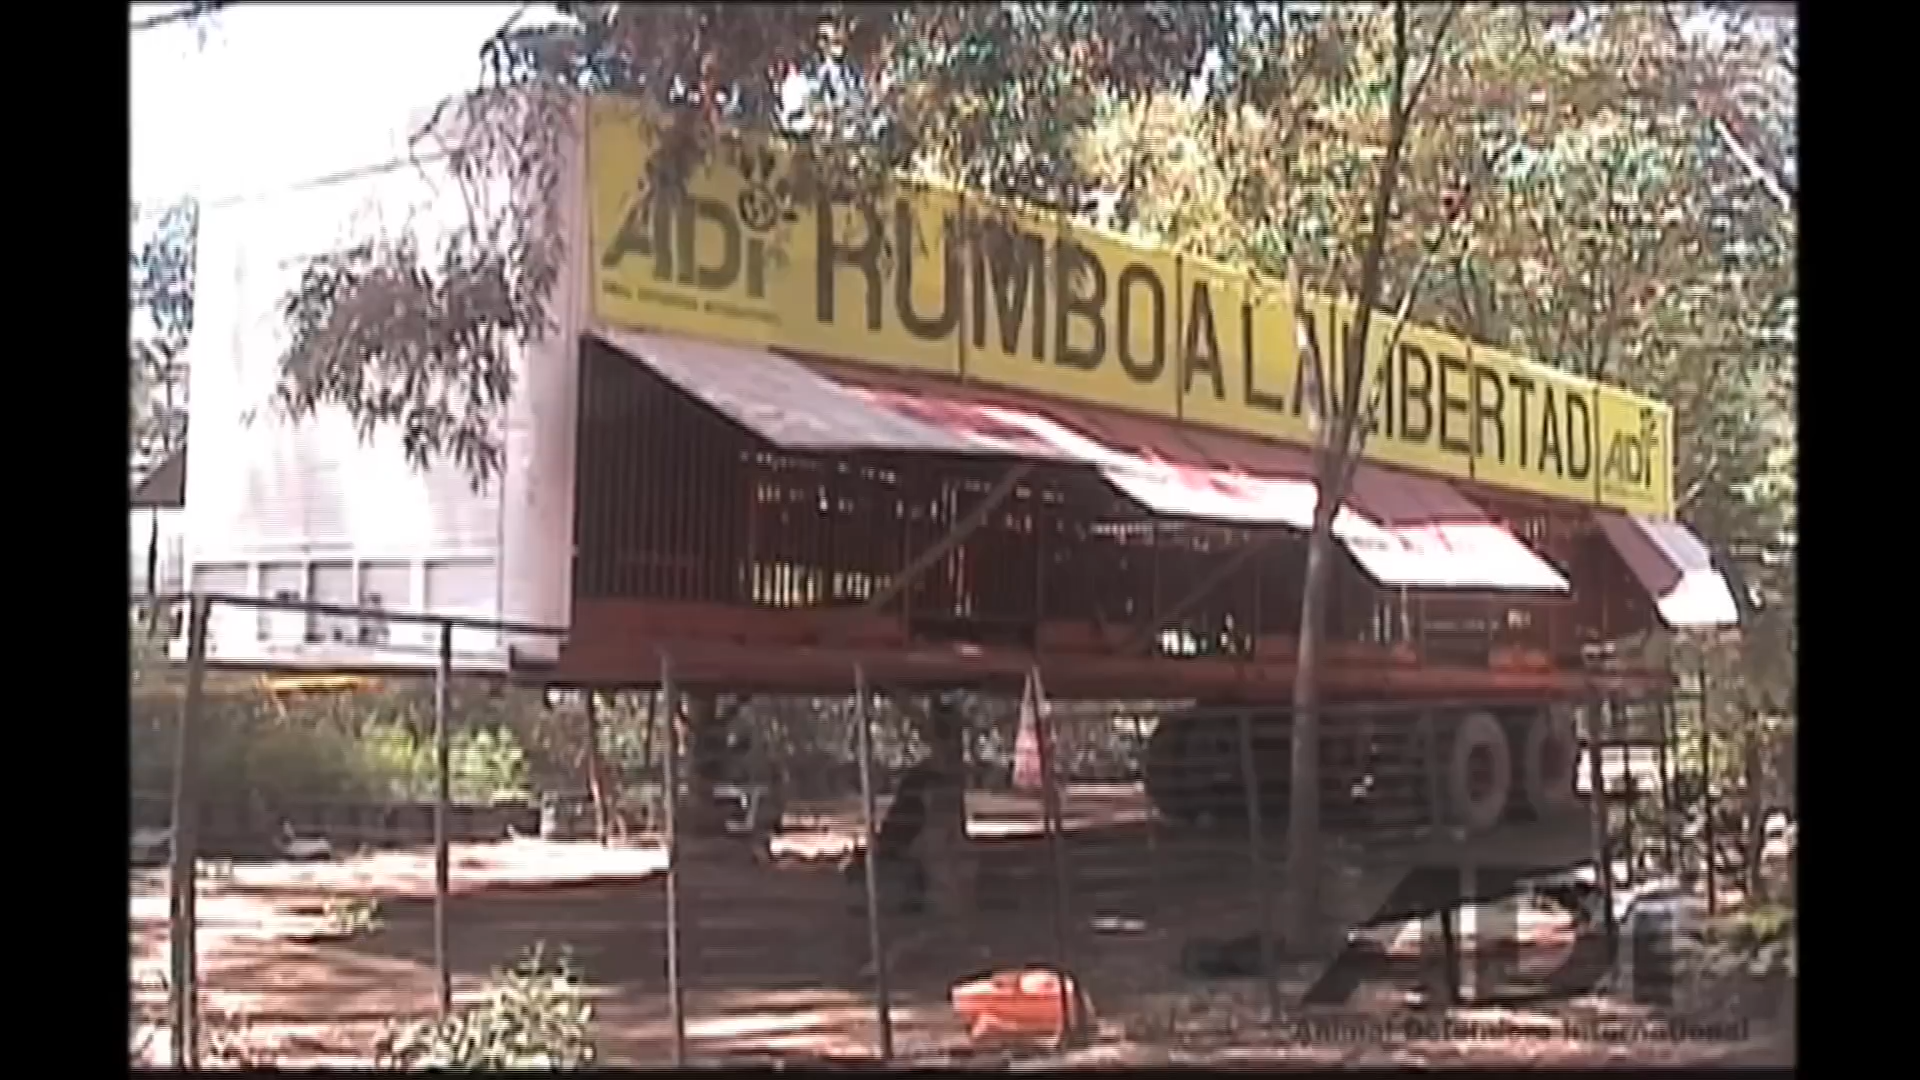 ADI RUMBO A LA LIBERTAD ADI
ADI
Animal Defenders International